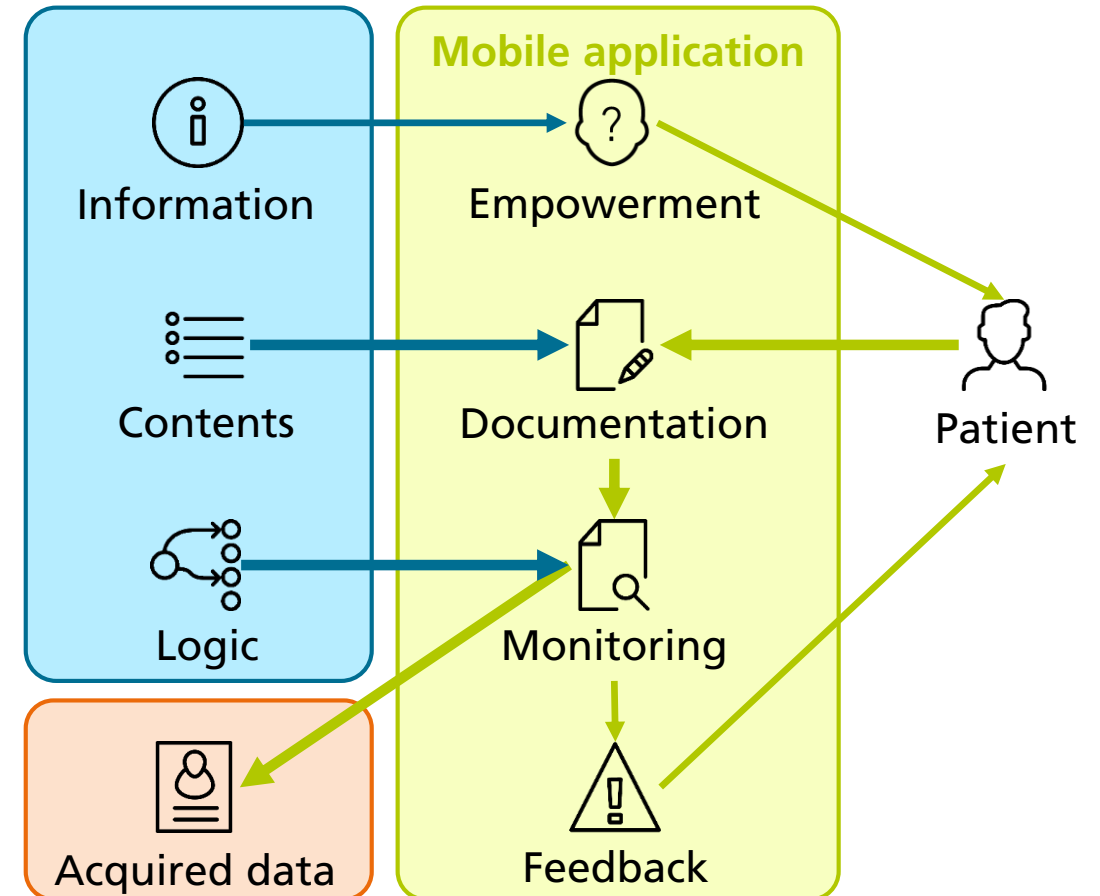 Mobile application
?
Information
Empowerment
Contents
Documentation
Patient
Logic
Monitoring
Acquired data
Feedback